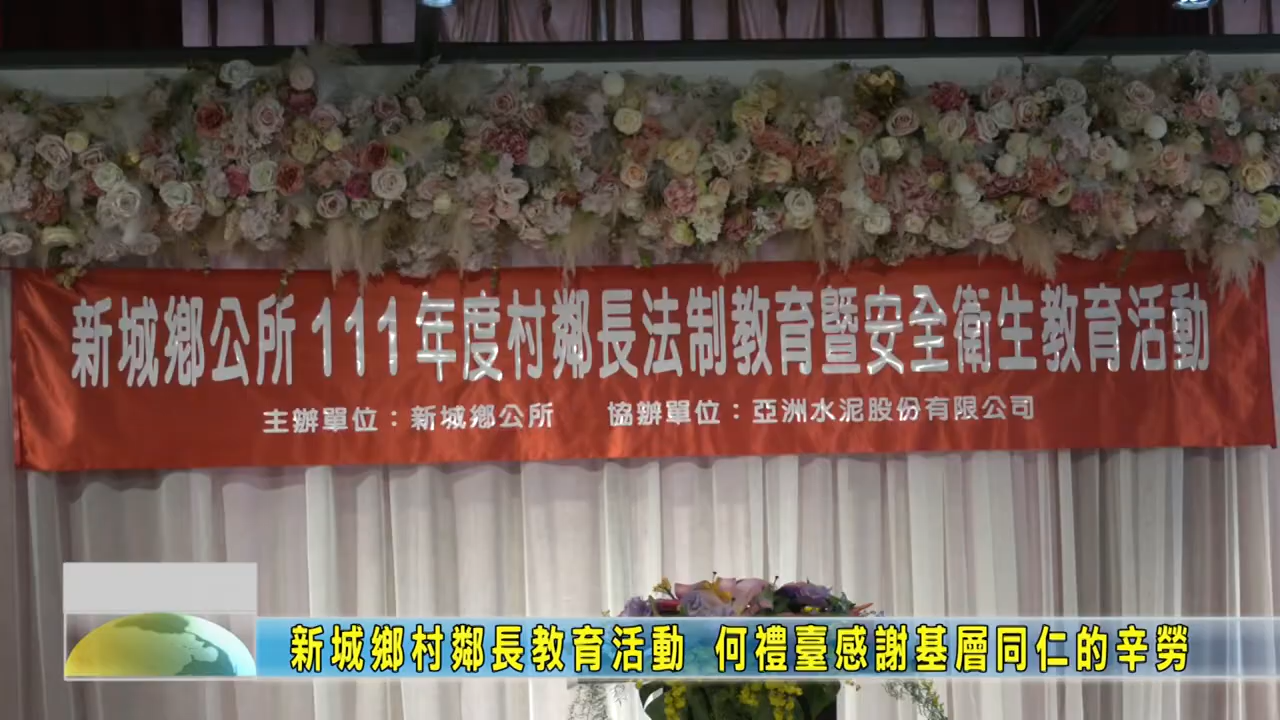 新城鄉公所111年度村鄰長法制教育暨安全衛生教育活動
主辦單位：新城鄉公所 協辦單位：亞洲水泥股份有限公司
新城鄉村鄰長教育活動 何禮臺感謝基層同仁的辛勞